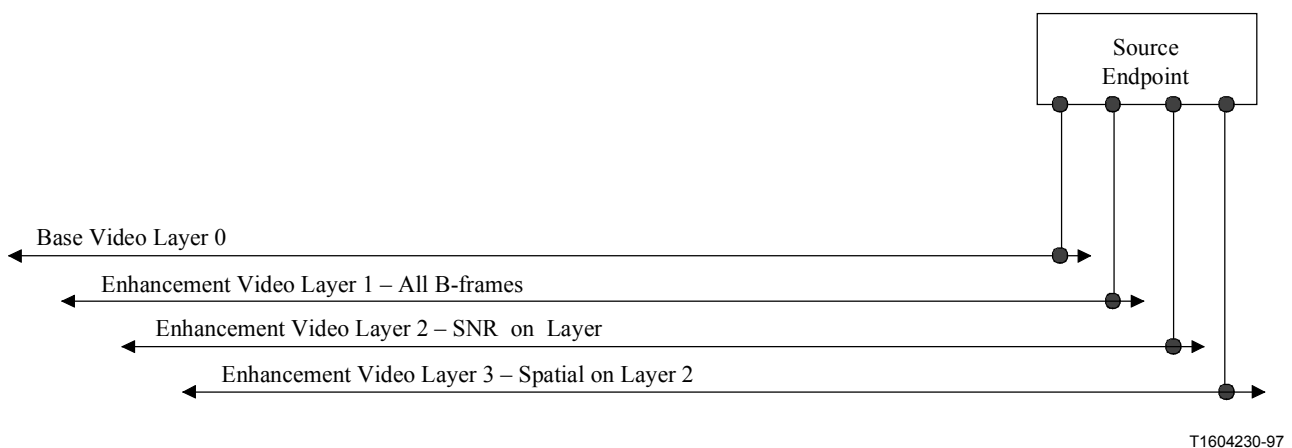 Source
Endpoint
Base Video Layer 0
Enhancement Video Layer 1 – All B-frames
Enhancement Video Layer 2 – SNR on Layer
Enhancement Video Layer 3 – Spatial on Layer 2
T1604230-97